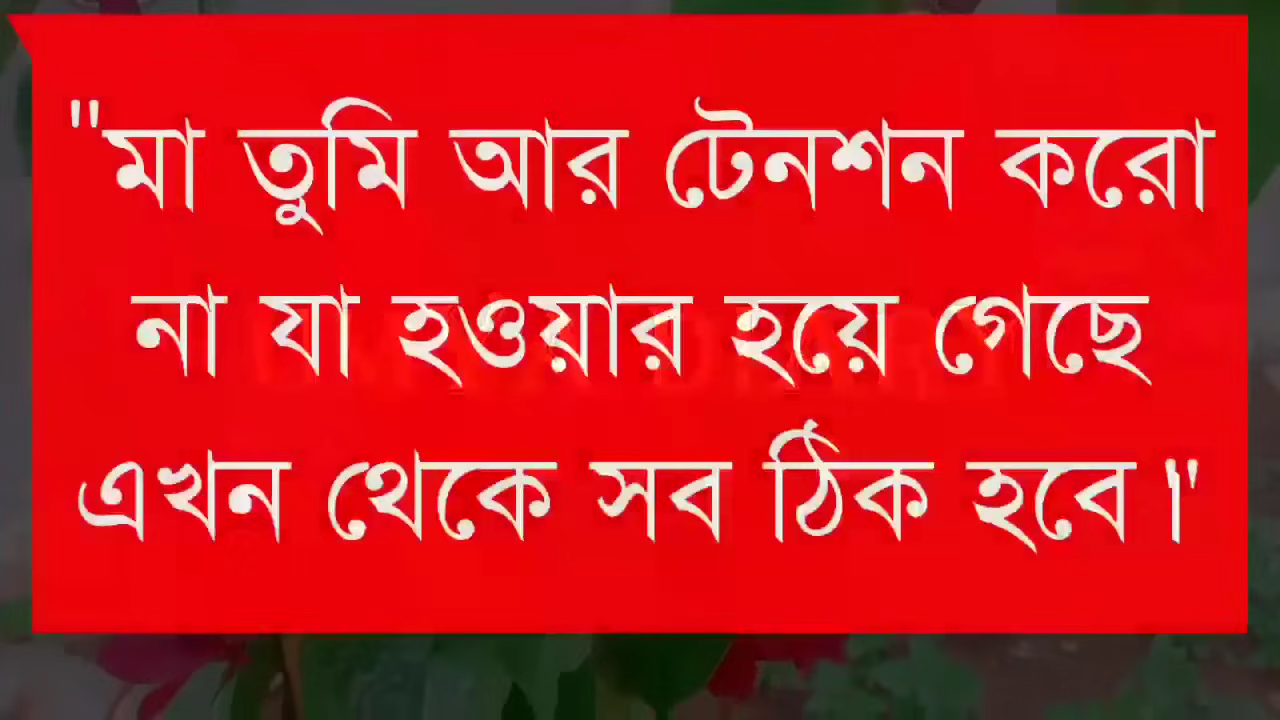 "মা তুমি আর টেনশন করো
না যা হওয়ার হয়ে গেছে
এখন থেকে সব ঠিক হবে।"